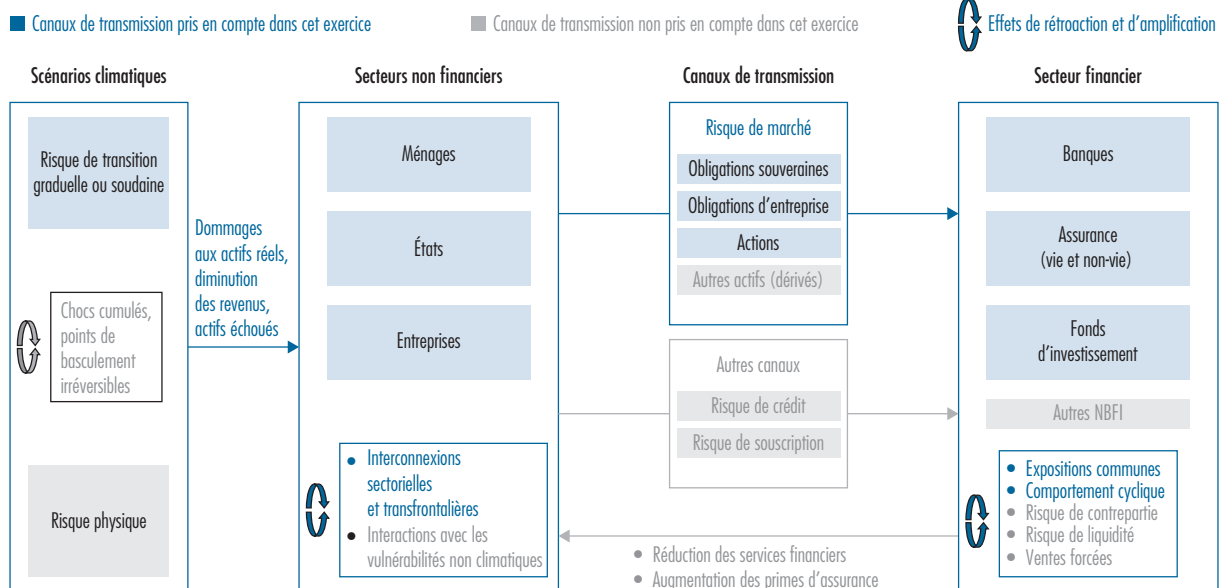 Canaux de transmission pris en compte dans cet exercice
Canaux de transmission non pris en compte dans cet exercice
Effets de rétroaction et d'amplification
Scénarios climatiques
Secteurs non financiers
Canaux de transmission
Secteur financier
Risque de transition
graduelle ou soudaine
Chocs cumulés,
points de
basculement
irréversibles
Risque physique
Dommages
aux actifs réels,
diminution
des revenus,
actifs échoués
Ménages
États
Entreprises
• Interconnexions
sectorielles
et transfrontalières
• Interactions avec les
vulnérabilités non climatiques
Risque de marché
Obligations souveraines
Obligations d'entreprise
Actions
Autres actifs (dérivés)
Autres canaux
Risque de crédit
Risque de souscription
• Réduction des services financiers
• Augmentation des primes d'assurance
Banques
Assurance
(vie et non-vie)
Fonds
d'investissement
Autres NBFI
• Expositions communes
• Comportement cyclique
• Risque de contrepartie
• Risque de liquidité
• Ventes forcées